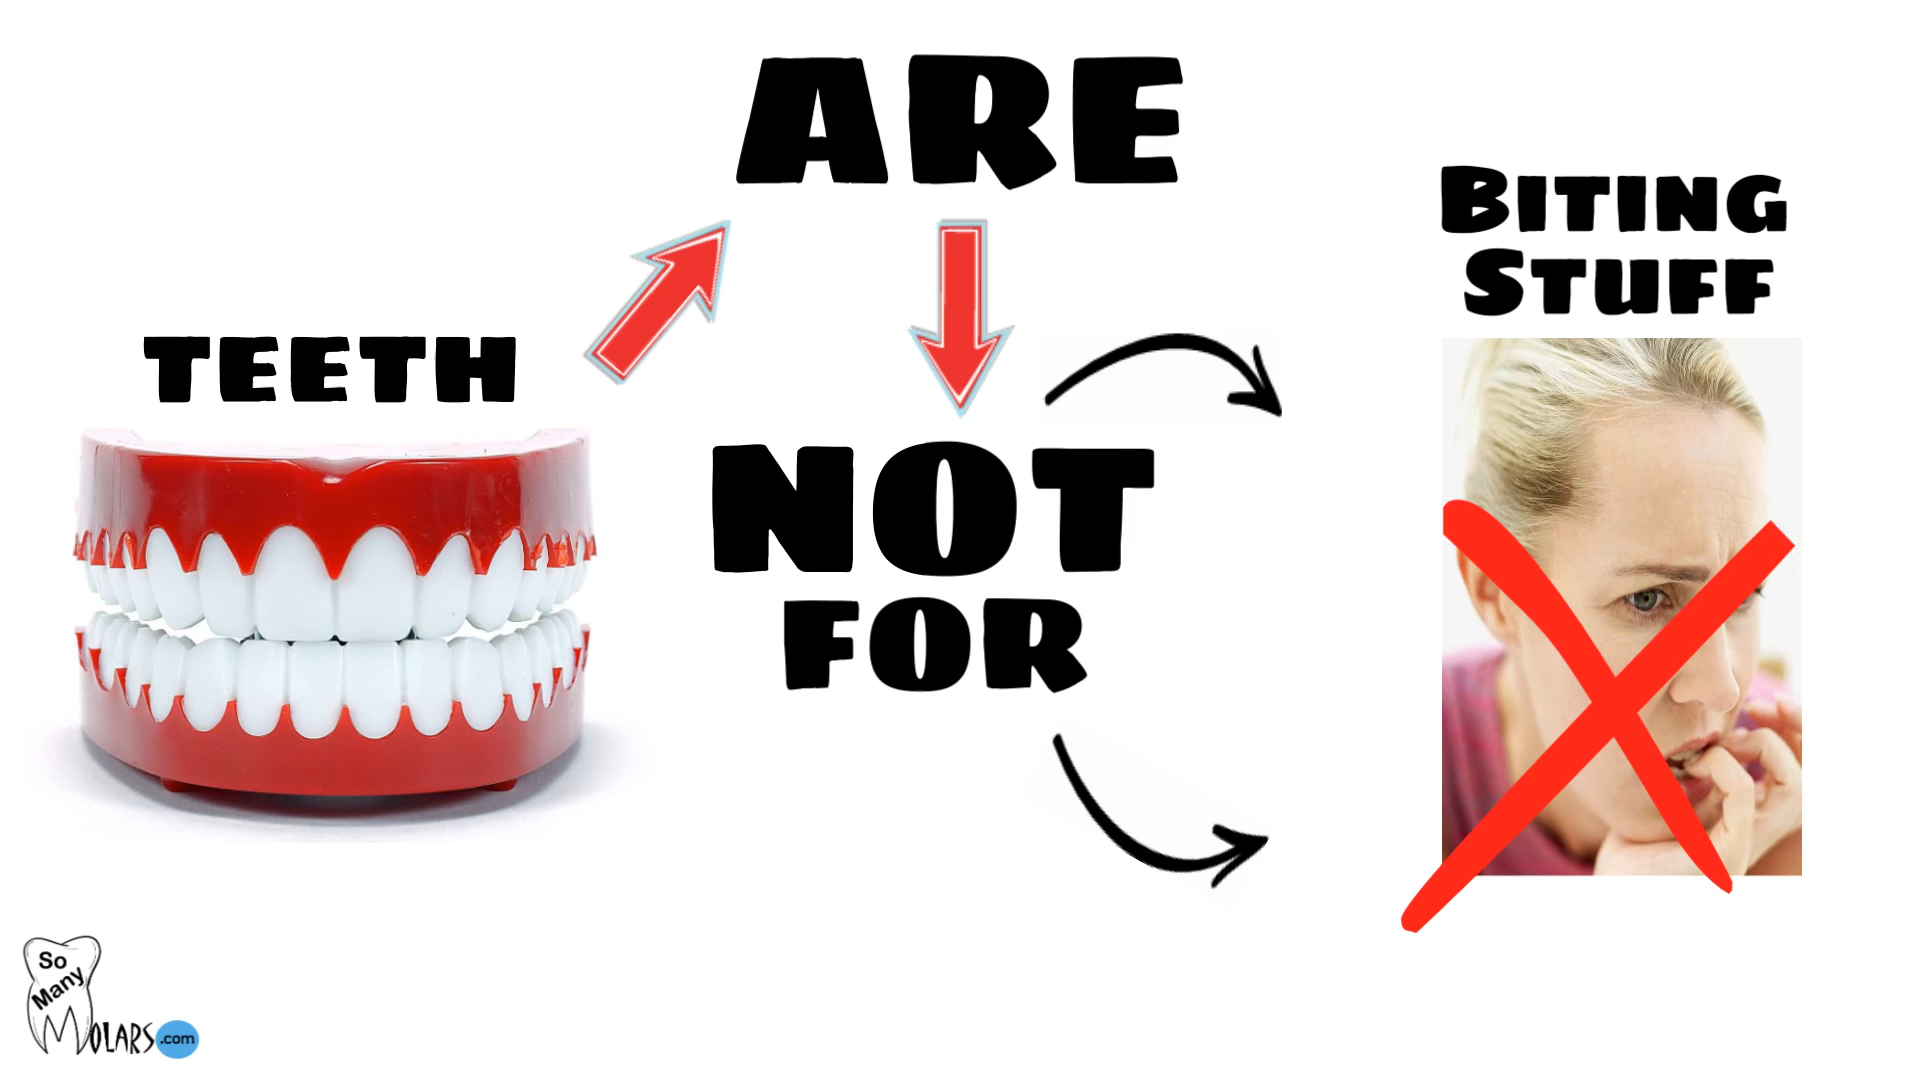 TEETH
ARE
NOT
FOR
BITING
STUFF
So
Many
MOLARS.com